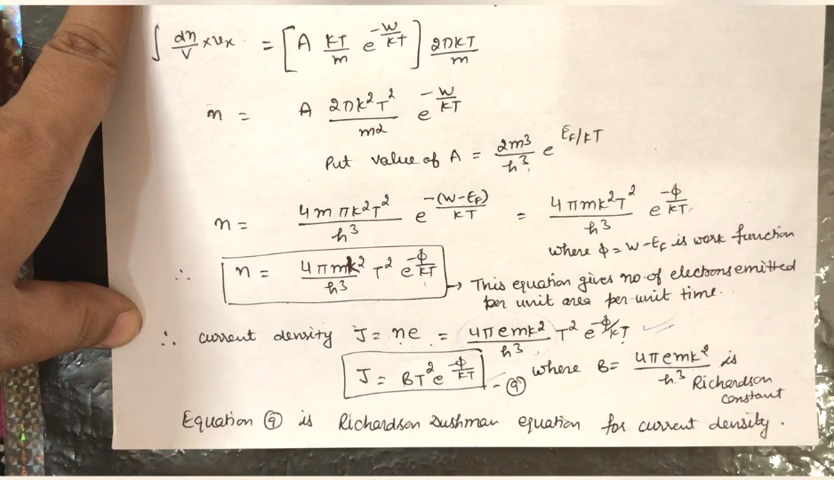 ∫ dn/V × vx = [A KT/m e^(-W/KT)] 2πKT/m
n = A 2πk²T²/m² e^(-W/KT)
Put value of A = 2m³/h³ e^(EF/KT)
n = 4mπk²T²/h³ e^(-(W-EF)/KT) = 4πmk²T²/h³ e^(-ϕ/KT)
where ϕ = W-EF is work function
∴ n = 4πmk²/h³ T² e^(-ϕ/KT) → This equation gives no. of electrons emitted
per unit area per unit time.
∴ current density J = ne = 4πemk²/h³ T² e^(-ϕ/KT)
J = BT² e^(-ϕ/KT) - ⑨ where B = 4πemk²/h³ is
Richardson
constant
Equation ⑨ is Richardson Dushman equation for current density.